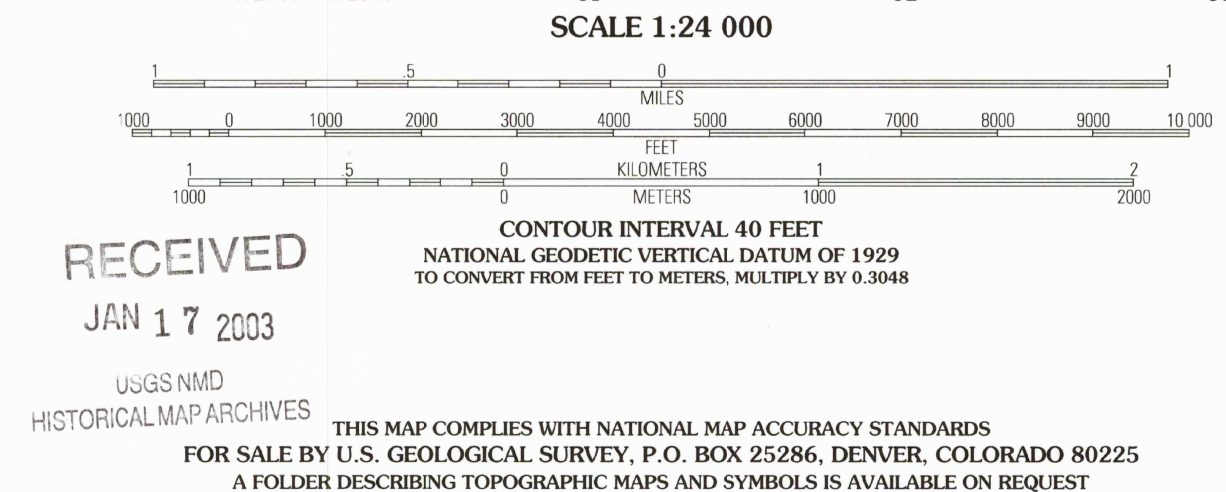 SCALE 1:24 000
1 .5 0 1
MILES
1000 0 1000 2000 3000 4000 5000 6000 7000 8000 9000 10 000
FEET
1 .5 0 KILOMETERS 1 2
1000 0 METERS 1000 2000
CONTOUR INTERVAL 40 FEET
NATIONAL GEODETIC VERTICAL DATUM OF 1929
TO CONVERT FROM FEET TO METERS, MULTIPLY BY 0.3048
RECEIVED
JAN 17 2003
USGS NMD
HISTORICAL MAP ARCHIVES
THIS MAP COMPLIES WITH NATIONAL MAP ACCURACY STANDARDS
FOR SALE BY U.S. GEOLOGICAL SURVEY, P.O. BOX 25286, DENVER, COLORADO 80225
A FOLDER DESCRIBING TOPOGRAPHIC MAPS AND SYMBOLS IS AVAILABLE ON REQUEST